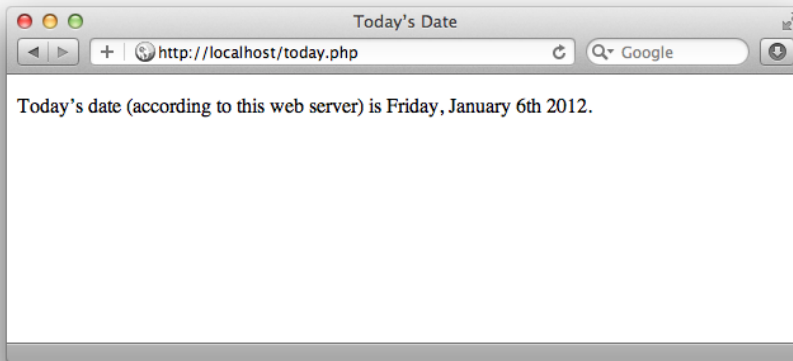 Today’s Date
http://localhost/today.php
Google
Today’s date (according to this web server) is Friday, January 6th 2012.